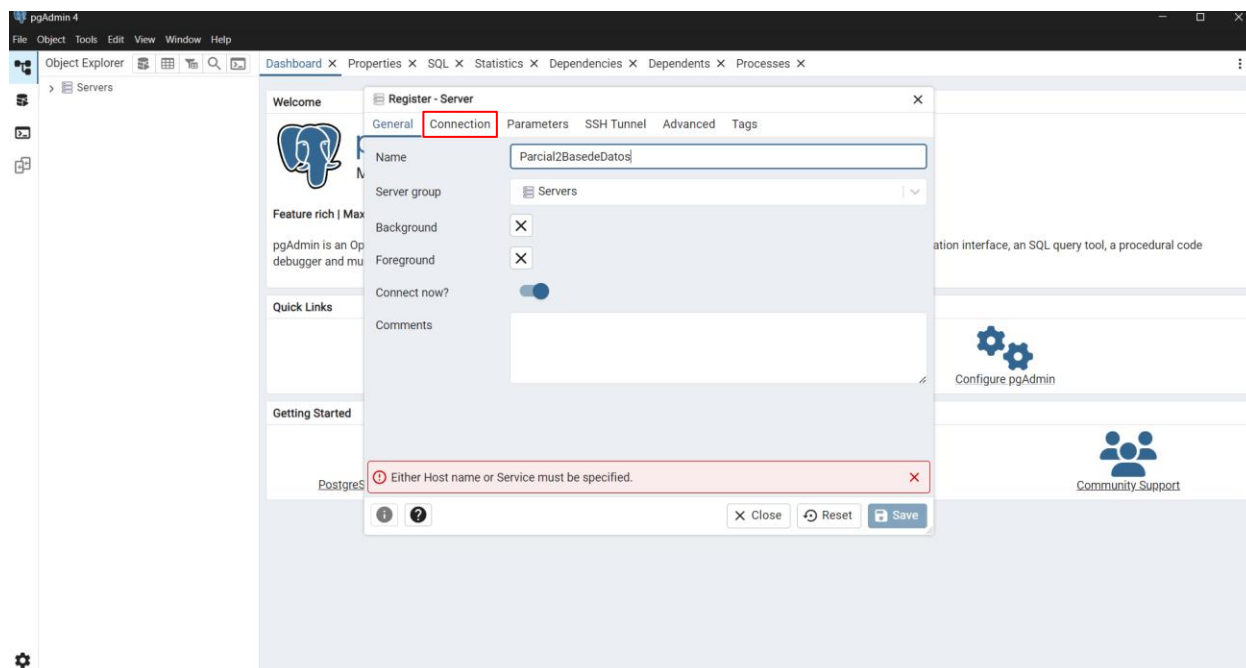 pgAdmin 4
File Object Tools Edit View Window Help
Object Explorer
Dashboard Properties SQL Statistics Dependencies Dependents Processes
Servers
Welcome
Register - Server
General Connection Parameters SSH Tunnel Advanced Tags
Name Parcial2BasedeDatos
Server group Servers
Feature rich | Max
Background
pgAdmin is an Op
ation interface, an SQL query tool, a procedural code
debugger and mu
Foreground
Connect now?
Quick Links
Comments
Configure pgAdmin
Getting Started
Either Host name or Service must be specified.
PostgreS
Community Support
Close Reset Save